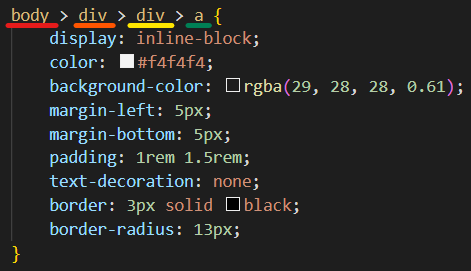 body > div > div > a {
    display: inline-block;
    color: #f4f4f4;
    background-color: rgba(29, 28, 28, 0.61);
    margin-left: 5px;
    margin-bottom: 5px;
    padding: 1rem 1.5rem;
    text-decoration: none;
    border: 3px solid black;
    border-radius: 13px;
}